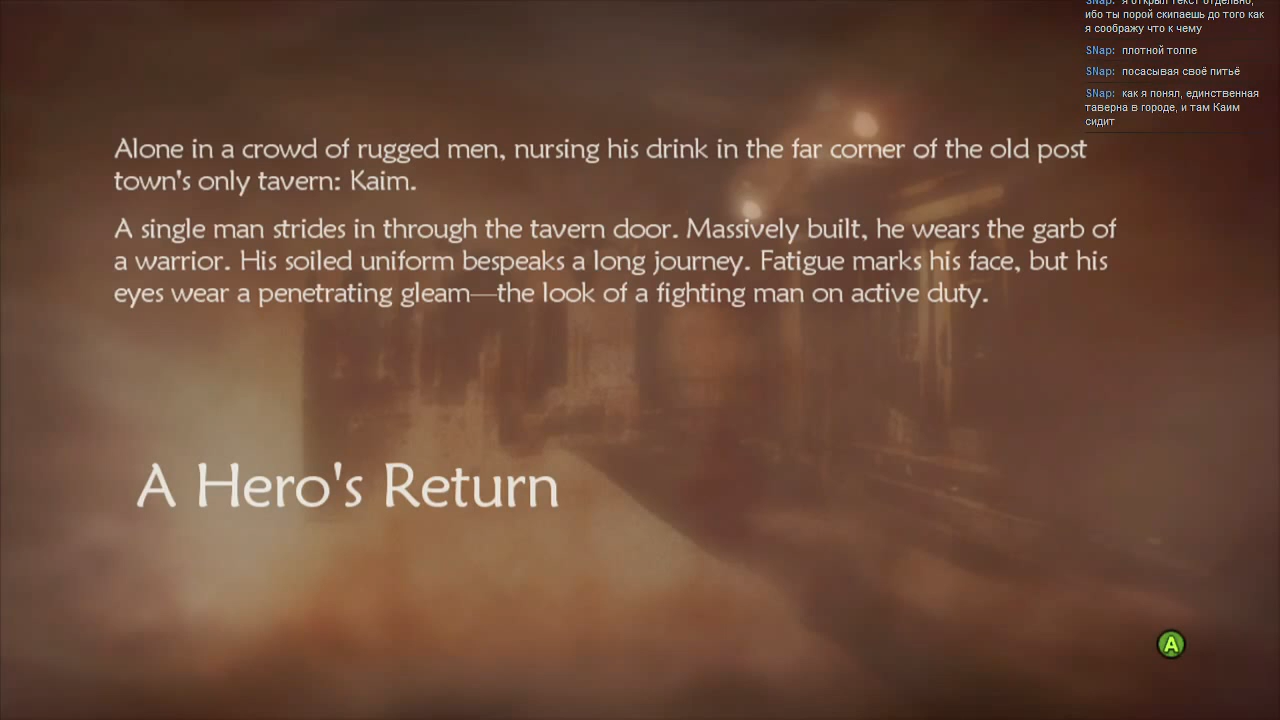 SNap: я открыл текст отдельно,
ибо ты порой скипаешь до того как
я соображу что к чему
SNap: плотной толпе
SNap: посасывая своё питьё
SNap: как я понял, единственная
таверна в городе, и там Каим
сидит
Alone in a crowd of rugged men, nursing his drink in the far corner of the old post
town's only tavern: Kaim.
A single man strides in through the tavern door. Massively built, he wears the garb of
a warrior. His soiled uniform bespeaks a long journey. Fatigue marks his face, but his
eyes wear a penetrating gleam—the look of a fighting man on active duty.
A Hero's Return
A